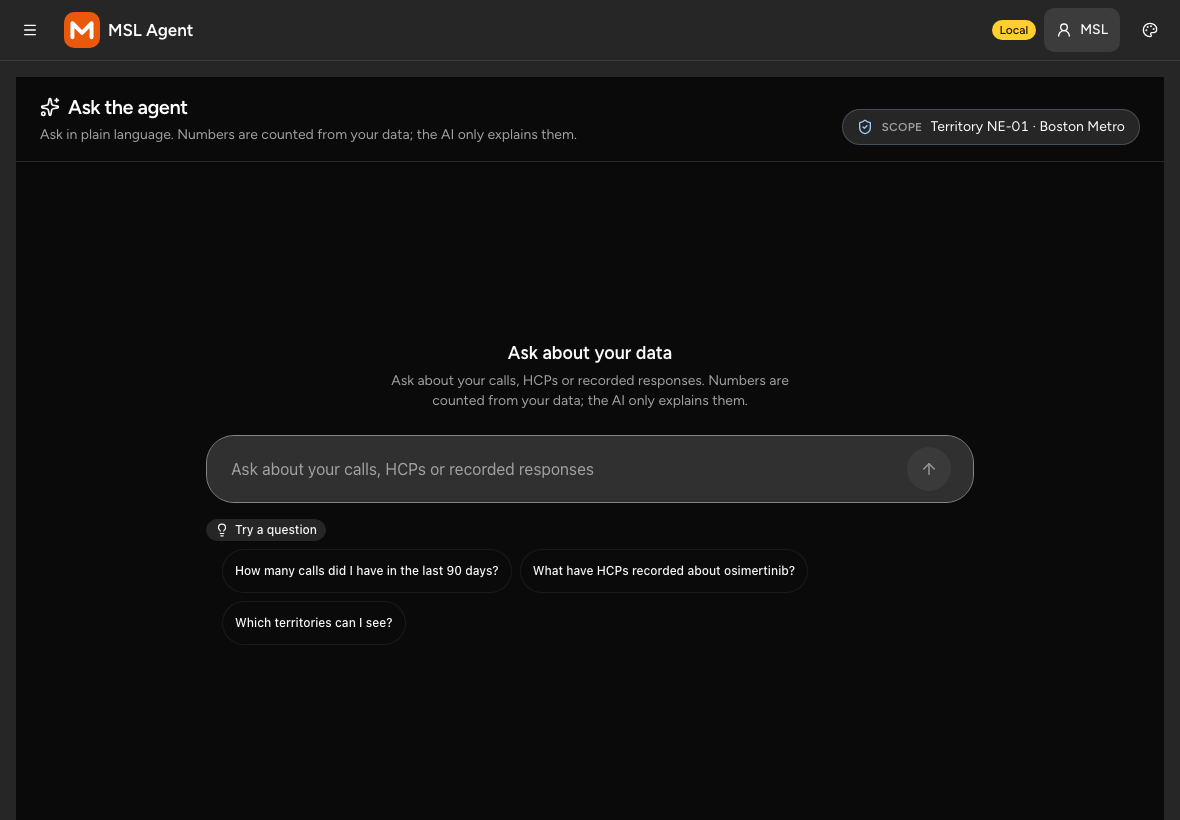 MSL Agent
Local
MSL
Ask the agent
Ask in plain language. Numbers are counted from your data; the AI only explains them.
SCOPE Territory NE-01 · Boston Metro
Ask about your data
Ask about your calls, HCPs or recorded responses. Numbers are
counted from your data; the AI only explains them.
Ask about your calls, HCPs or recorded responses
Try a question
How many calls did I have in the last 90 days?
What have HCPs recorded about osimertinib?
Which territories can I see?